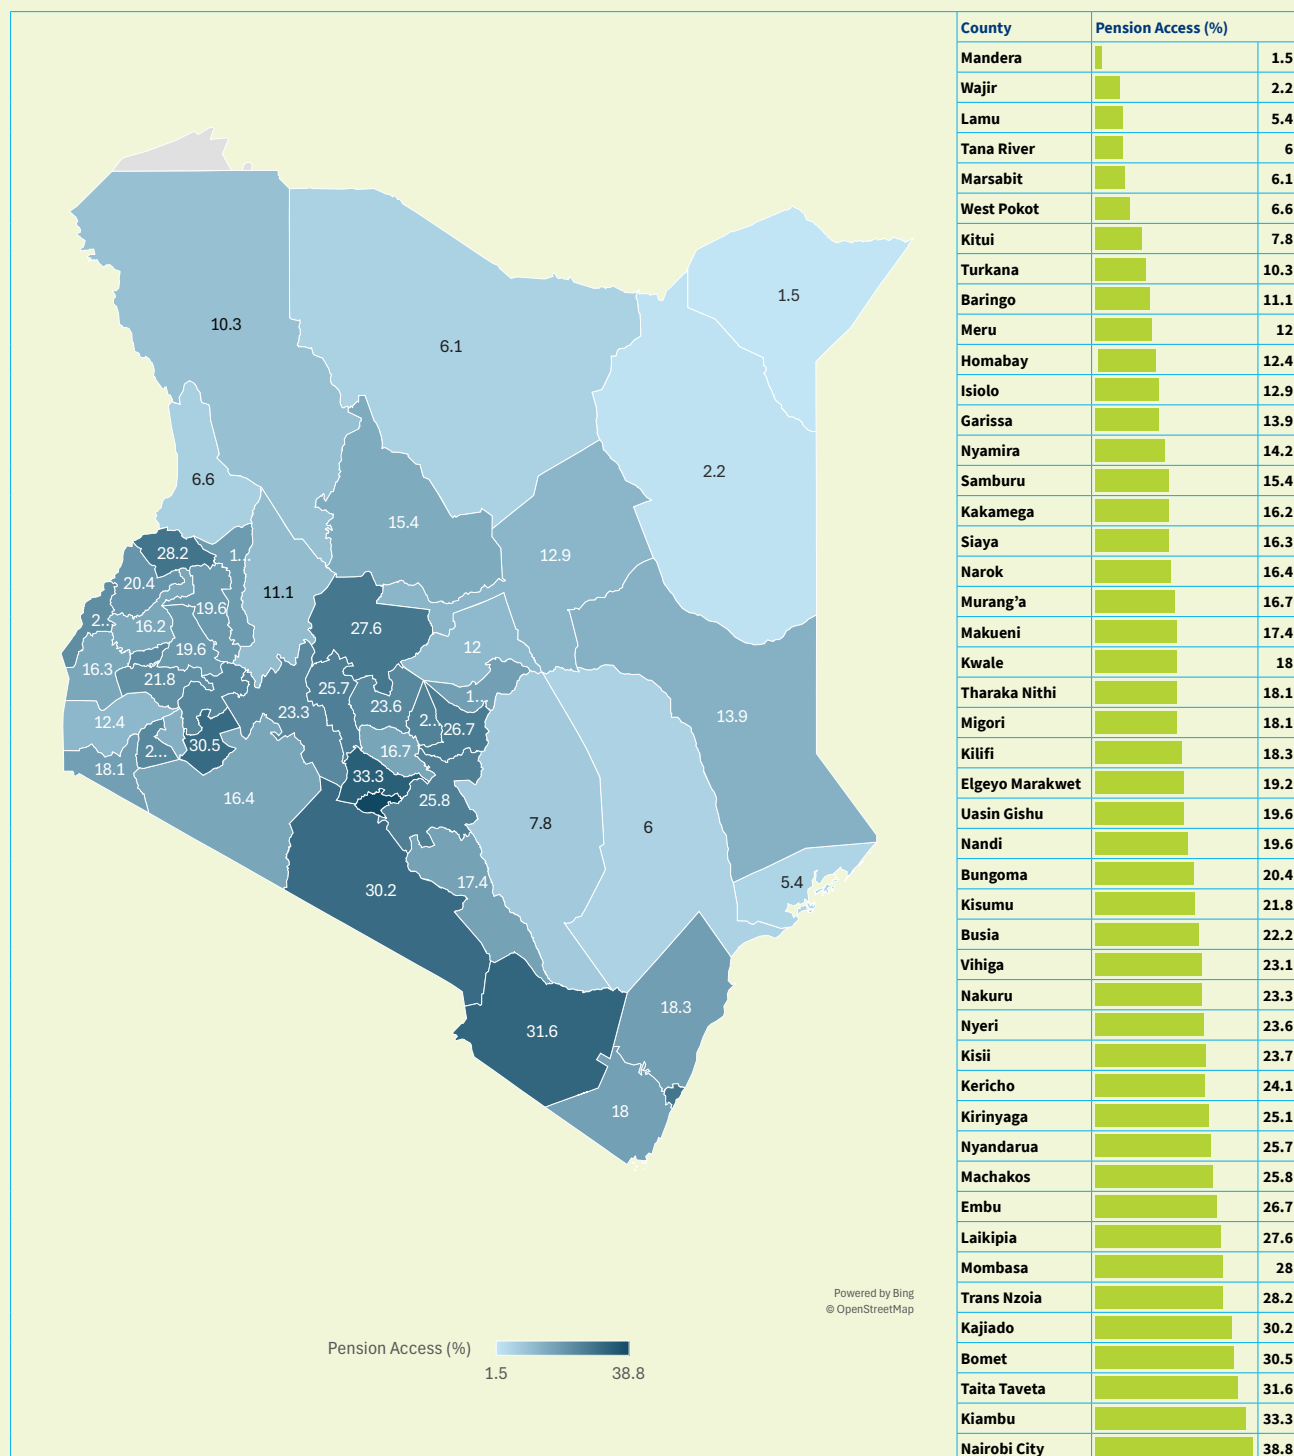 County Pension Access (%)
Mandera 1.5
Wajir 2.2
Lamu 5.4
Tana River 6
Marsabit 6.1
West Pokot 6.6
Kitui 7.8
Turkana 10.3
Baringo 11.1
Meru 12
Homabay 12.4
Isiolo 12.9
Garissa 13.9
Nyamira 14.2
Samburu 15.4
Kakamega 16.2
Siaya 16.3
Narok 16.4
Murang’a 16.7
Makueni 17.4
Kwale 18
Tharaka Nithi 18.1
Migori 18.1
Kilifi 18.3
Elgeyo Marakwet 19.2
Uasin Gishu 19.6
Nandi 19.6
Bungoma 20.4
Kisumu 21.8
Busia 22.2
Vihiga 23.1
Nakuru 23.3
Nyeri 23.6
Kisii 23.7
Kericho 24.1
Kirinyaga 25.1
Nyandarua 25.7
Machakos 25.8
Embu 26.7
Laikipia 27.6
Mombasa 28
Trans Nzoia 28.2
Kajiado 30.2
Bomet 30.5
Taita Taveta 31.6
Kiambu 33.3
Nairobi City 38.8
1.5
10.3
6.1
2.2
6.6
15.4
28.2
1...
12.9
20.4
11.1
19.6
2...
16.2
27.6
19.6
12
16.3
21.8
25.7
1...
23.6
23.3
13.9
12.4
2...
26.7
30.5
2...
16.7
18.1
33.3
16.4
25.8
7.8
6
17.4
5.4
30.2
18.3
31.6
18
Powered by Bing
© OpenStreetMap
Pension Access (%)
1.5 38.8